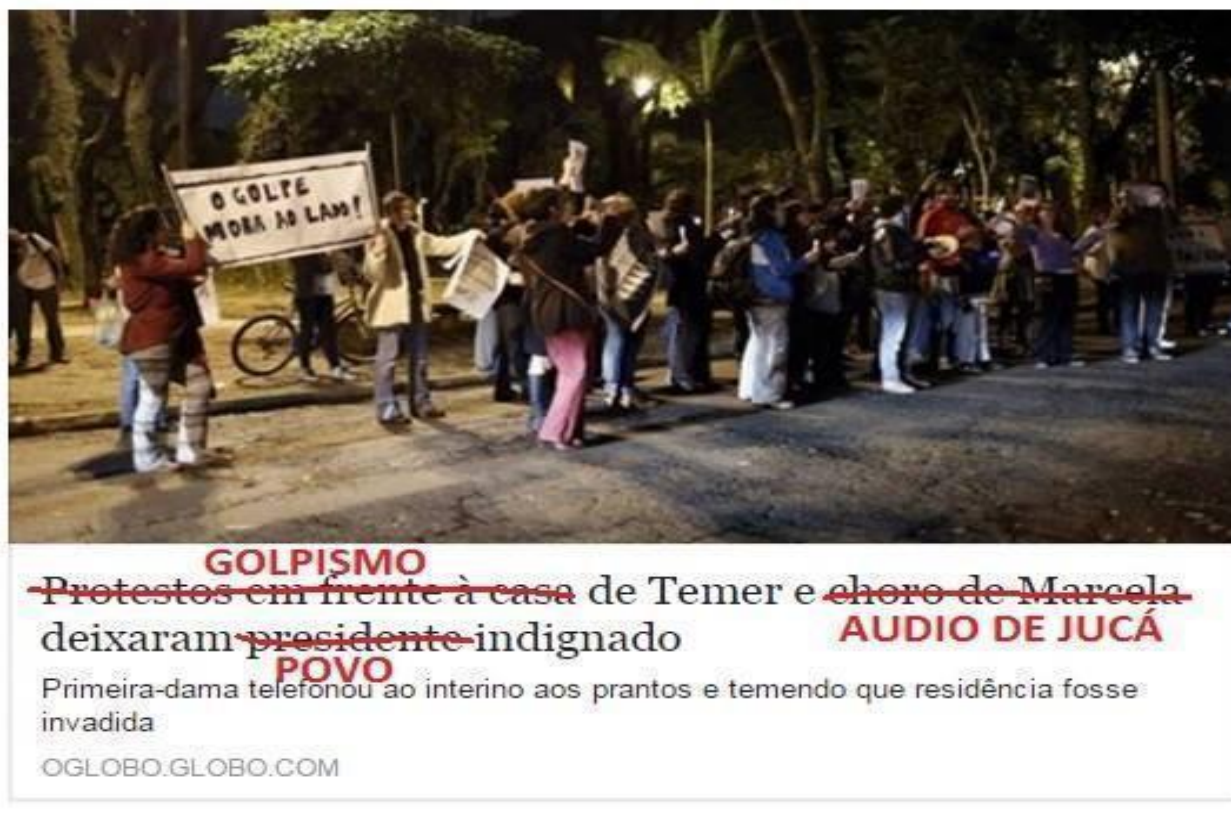 O GOLPE
MORA AO LADO!
GOLPISMO
Protestos em frente à casa de Temer e choro de Marcela
AUDIO DE JUCÁ
deixaram presidente indignado
POVO
Primeira-dama telefonou ao interino aos prantos e temendo que residência fosse
invadida
OGLOBO.GLOBO.COM